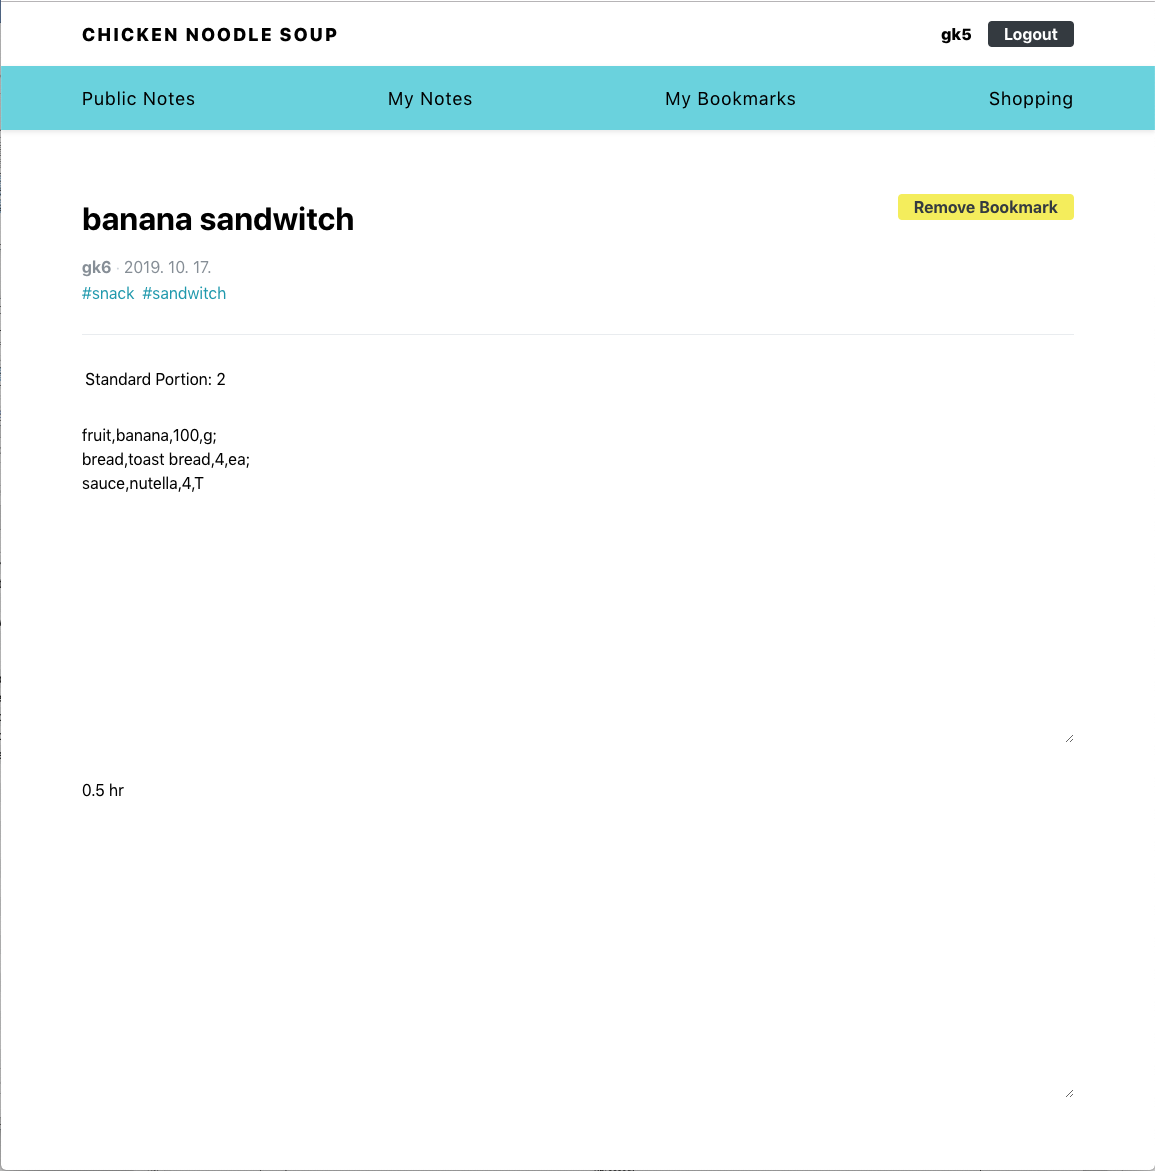 CHICKEN NOODLE SOUP
gk5 Logout
Public Notes My Notes My Bookmarks Shopping
banana sandwitch
Remove Bookmark
gk6 · 2019. 10. 17.
#snack #sandwitch
Standard Portion: 2
fruit,banana,100,g;
bread,toast bread,4,ea;
sauce,nutella,4,T
0.5 hr